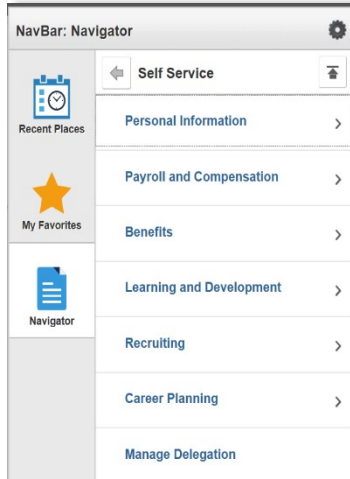 NavBar: Navigator
Recent Places
My Favorites
Navigator
Self Service
Personal Information
Payroll and Compensation
Benefits
Learning and Development
Recruiting
Career Planning
Manage Delegation